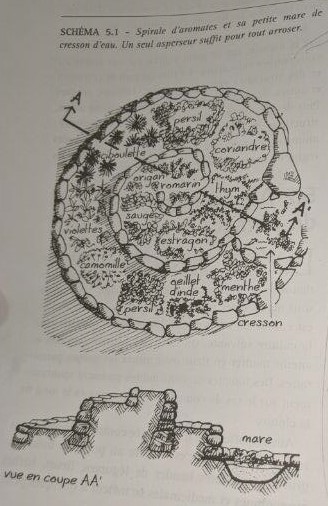 SCHÉMA 5.1 – Spirale d'aromates et sa petite mare de
cresson d'eau. Un seul asperseur suffit pour tout arroser.
A
persil
coriandre
ciboulette
origan
romarin
thym
A'
sauge
violettes
estragon
camomille
œillet
d'inde
menthe
persil
cresson
mare
vue en coupe AA'